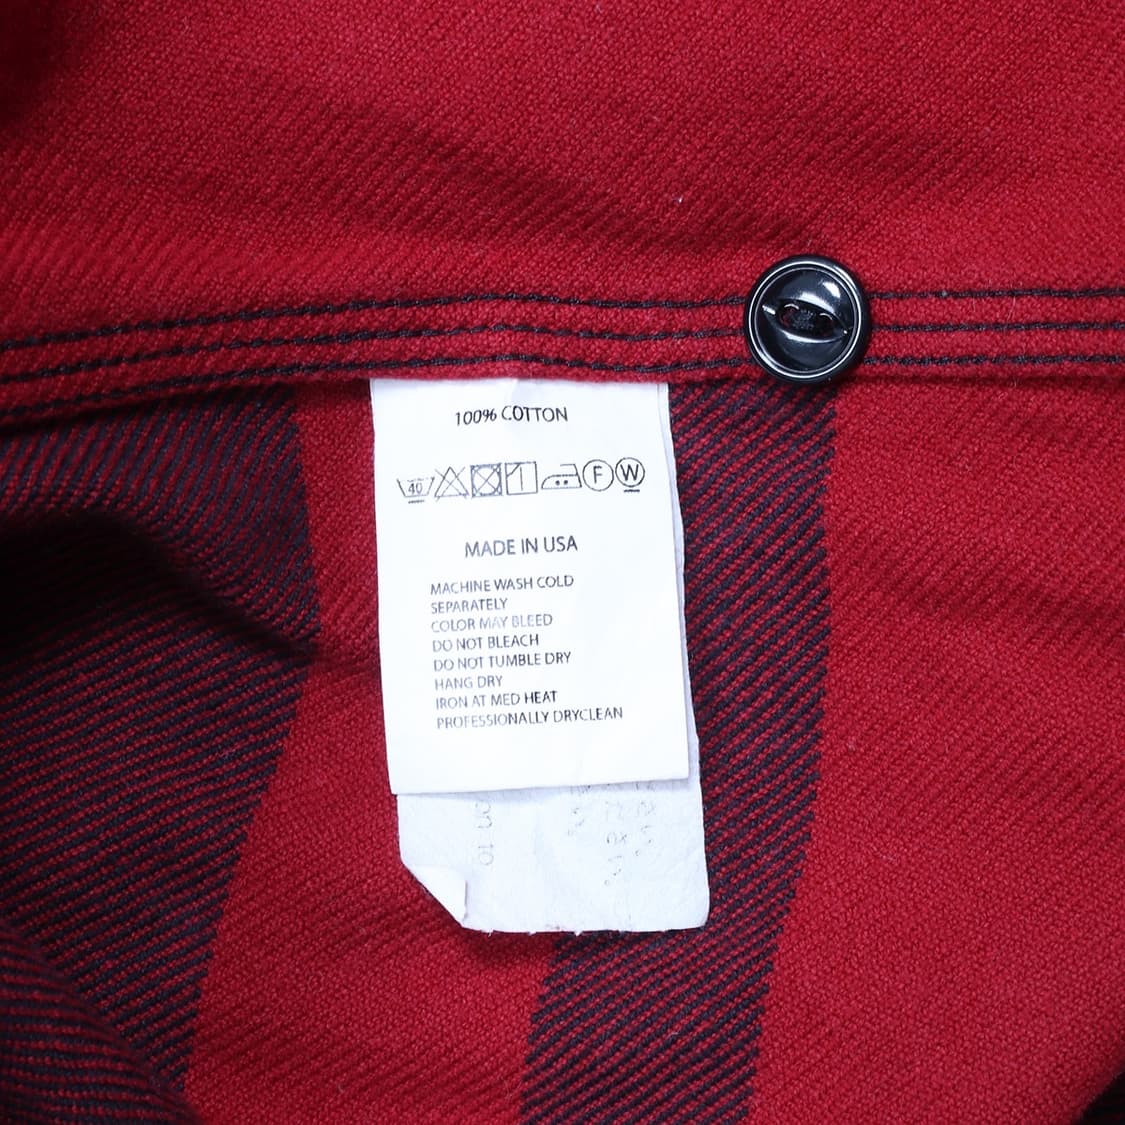 100% COTTON
40 F W
MADE IN USA
MACHINE WASH COLD
SEPARATELY
COLOR MAY BLEED
DO NOT BLEACH
DO NOT TUMBLE DRY
HANG DRY
IRON AT MED HEAT
PROFESSIONALLY DRYCLEAN